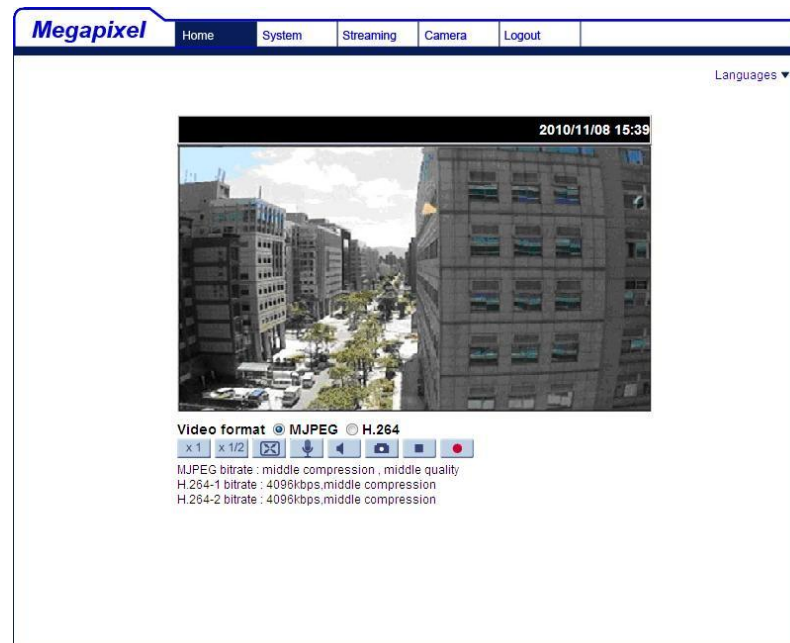 Megapixel
Home System Streaming Camera Logout
Languages ▼
2010/11/08 15:39
Video format MJPEG H.264
x 1 x 1/2
MJPEG bitrate : middle compression , middle quality
H.264-1 bitrate : 4096kbps,middle compression
H.264-2 bitrate : 4096kbps,middle compression